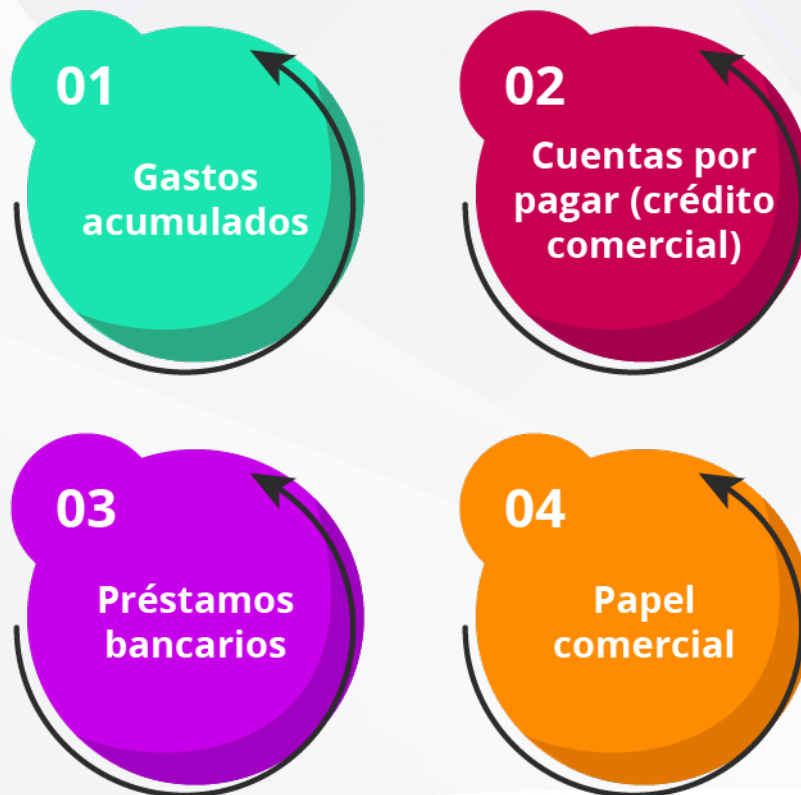 01
Gastos
acumulados
02
Cuentas por
pagar (crédito
comercial)
03
Préstamos
bancarios
04
Papel
comercial